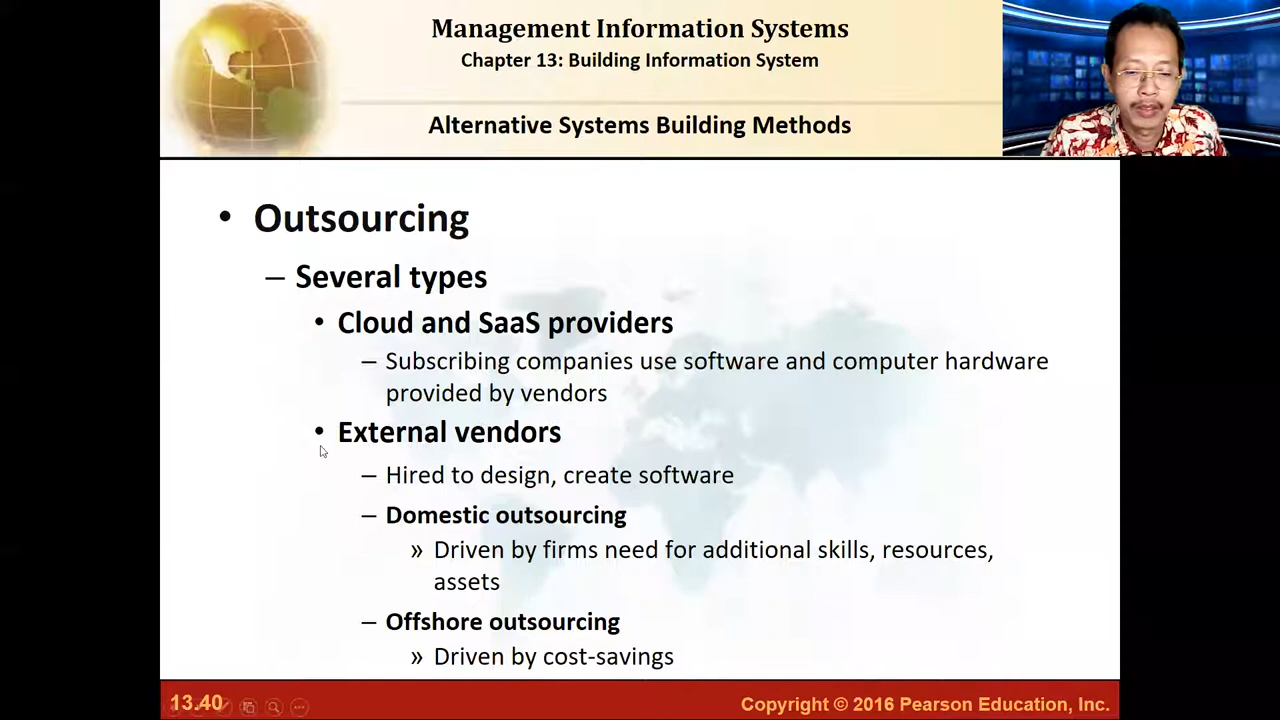 Management Information Systems
Chapter 13: Building Information System
Alternative Systems Building Methods
• Outsourcing
– Several types
• Cloud and SaaS providers
– Subscribing companies use software and computer hardware
provided by vendors
• External vendors
– Hired to design, create software
– Domestic outsourcing
» Driven by firms need for additional skills, resources,
assets
– Offshore outsourcing
» Driven by cost-savings
13.40
Copyright © 2016 Pearson Education, Inc.